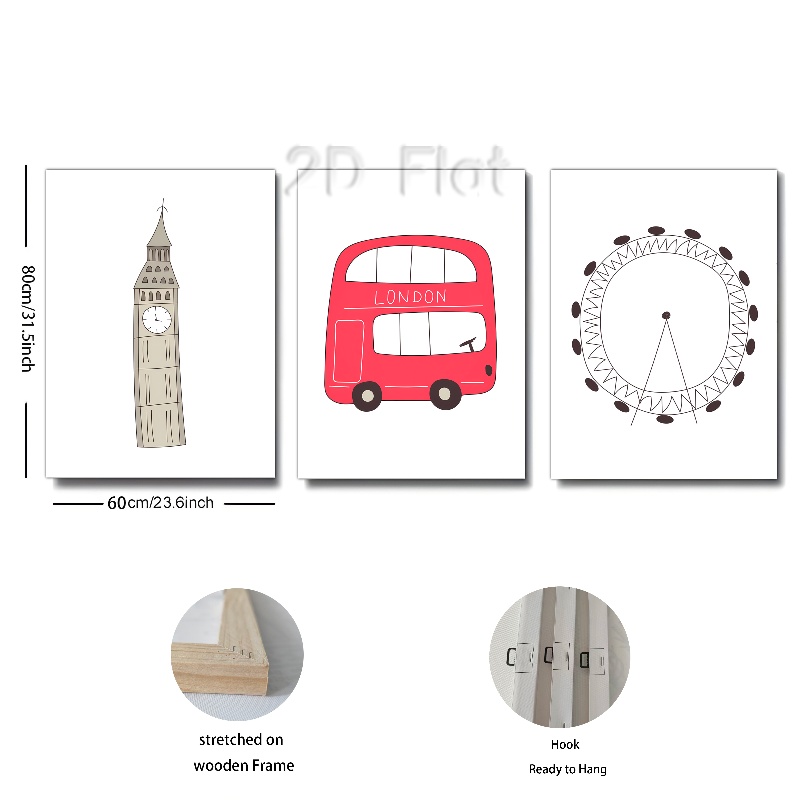 2D Flat
80cm/31.5inch
LONDON
60cm/23.6inch
stretched on
wooden Frame
Hook
Ready to Hang